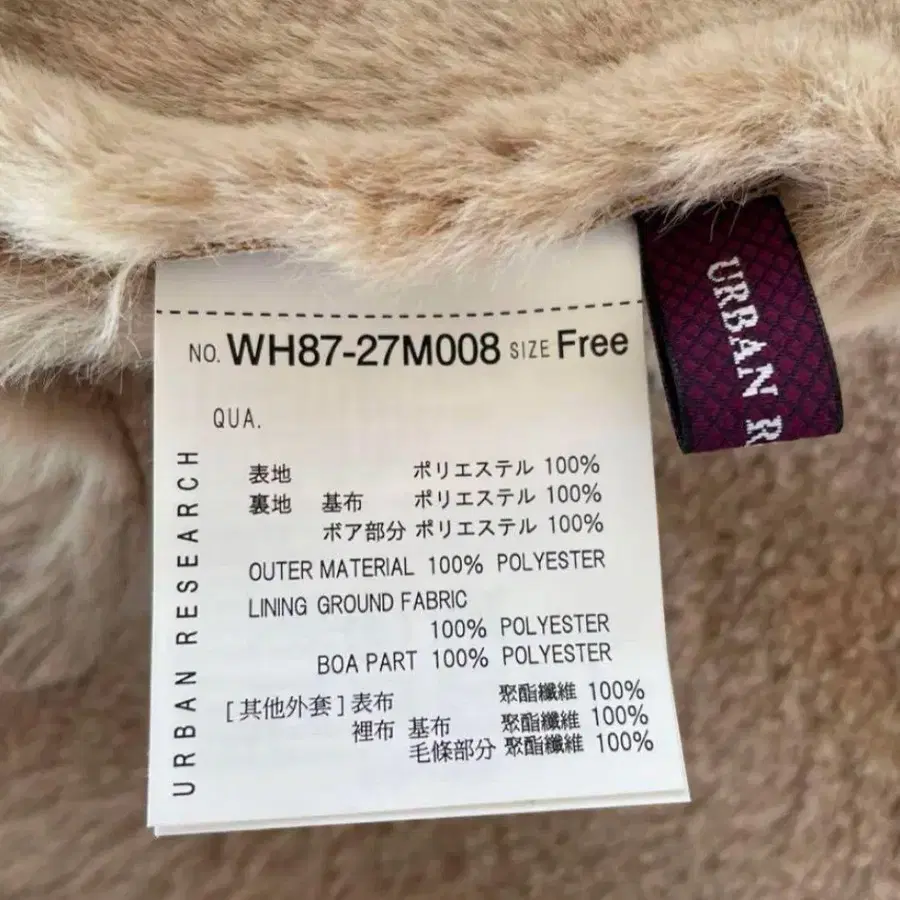 NO. WH87-27M008 SIZE Free
QUA.
表地 ポリエステル 100%
裏地 基布 ポリエステル 100%
ボア部分 ポリエステル 100%
OUTER MATERIAL 100% POLYESTER
LINING GROUND FABRIC
100% POLYESTER
BOA PART 100% POLYESTER
[其他外套]表布 聚酯纖維 100%
裡布 基布 聚酯纖維 100%
毛條部分 聚酯纖維 100%
URBAN RESEARCH
URBAN R